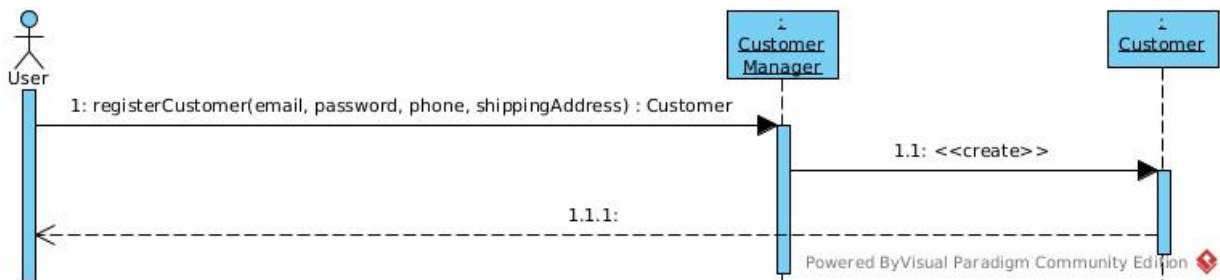 :
Customer
Manager
:
Customer
User
1: registerCustomer(email, password, phone, shippingAddress) : Customer
1.1: <<create>>
1.1.1:
Powered ByVisual Paradigm Community Edition